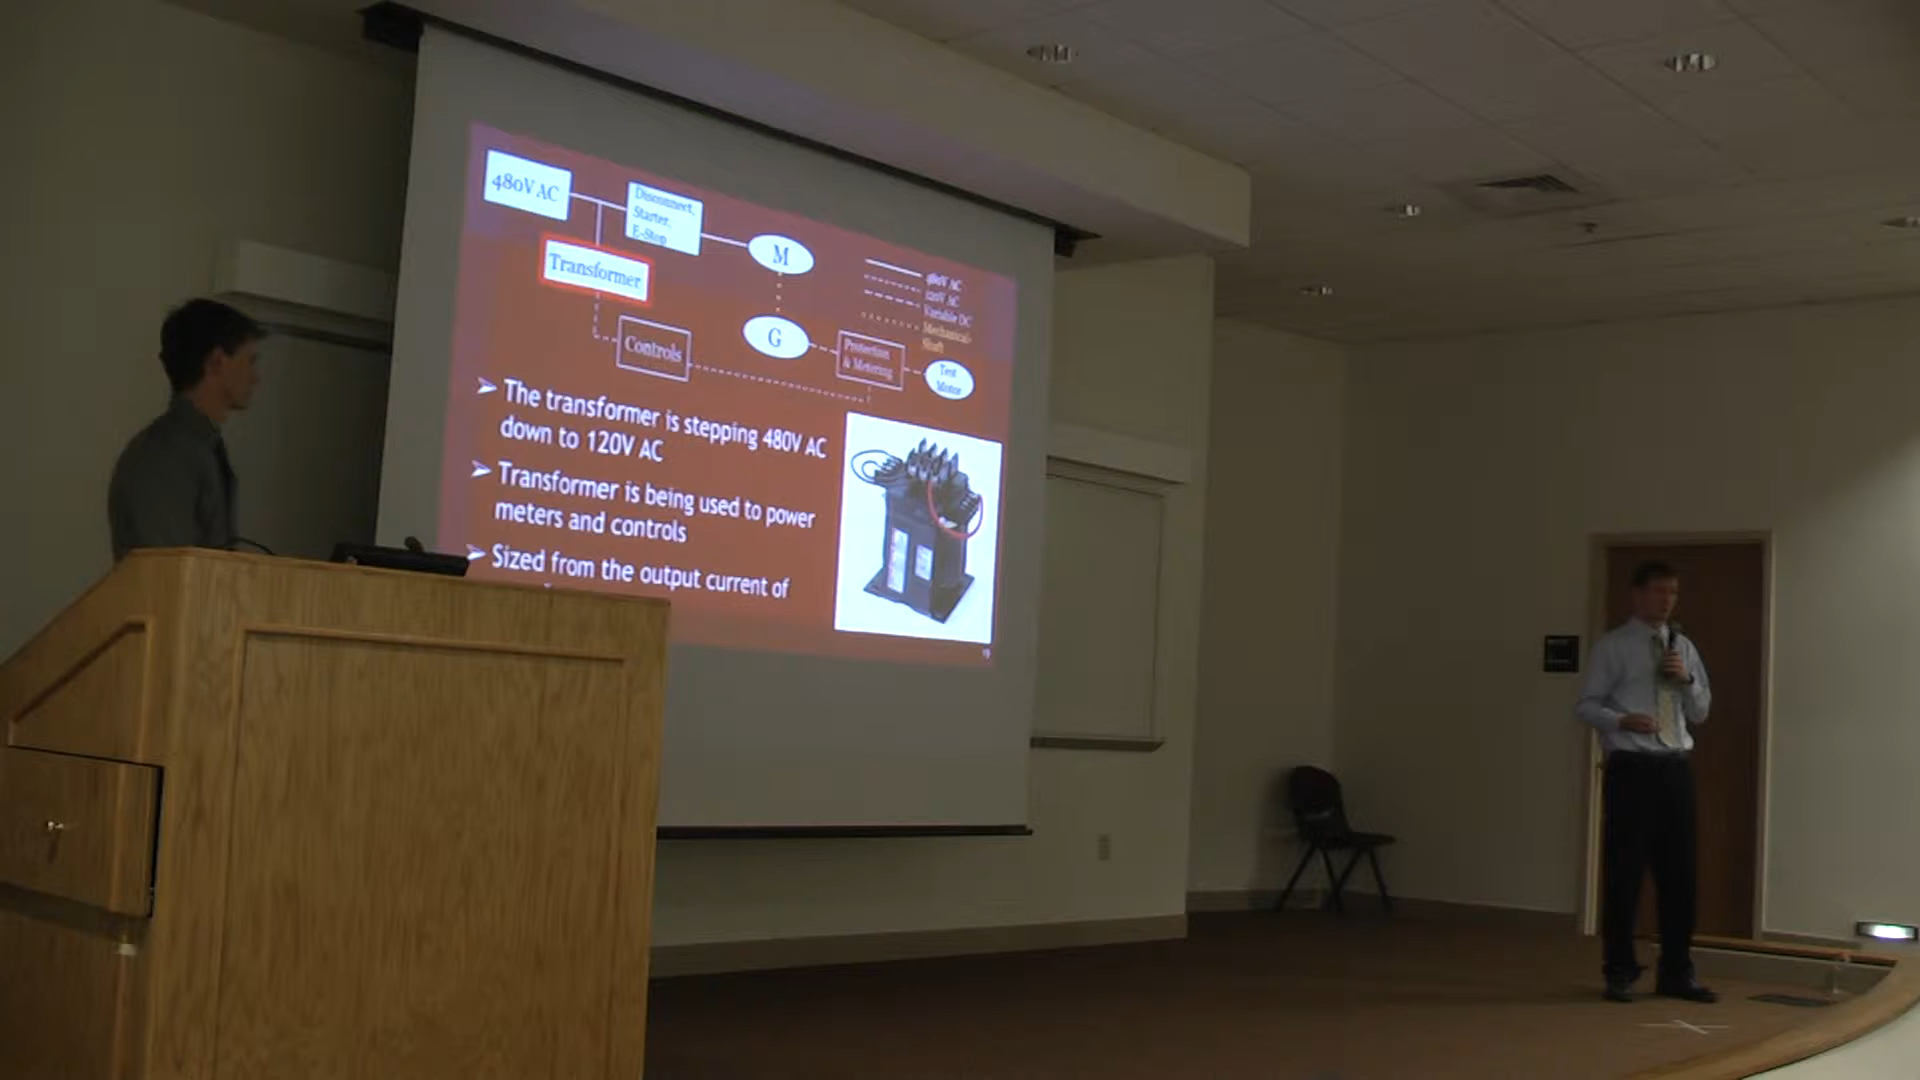 480V AC
Disconnect,
Starter,
E-Stop
Transformer
M
480V AC
120V AC
Variable DC
Mechanical-
Shaft
G
Controls
Protection
& Metering
Test
Motor
➢ The transformer is stepping 480V AC
down to 120V AC
➢ Transformer is being used to power
meters and controls
➢ Sized from the output current of